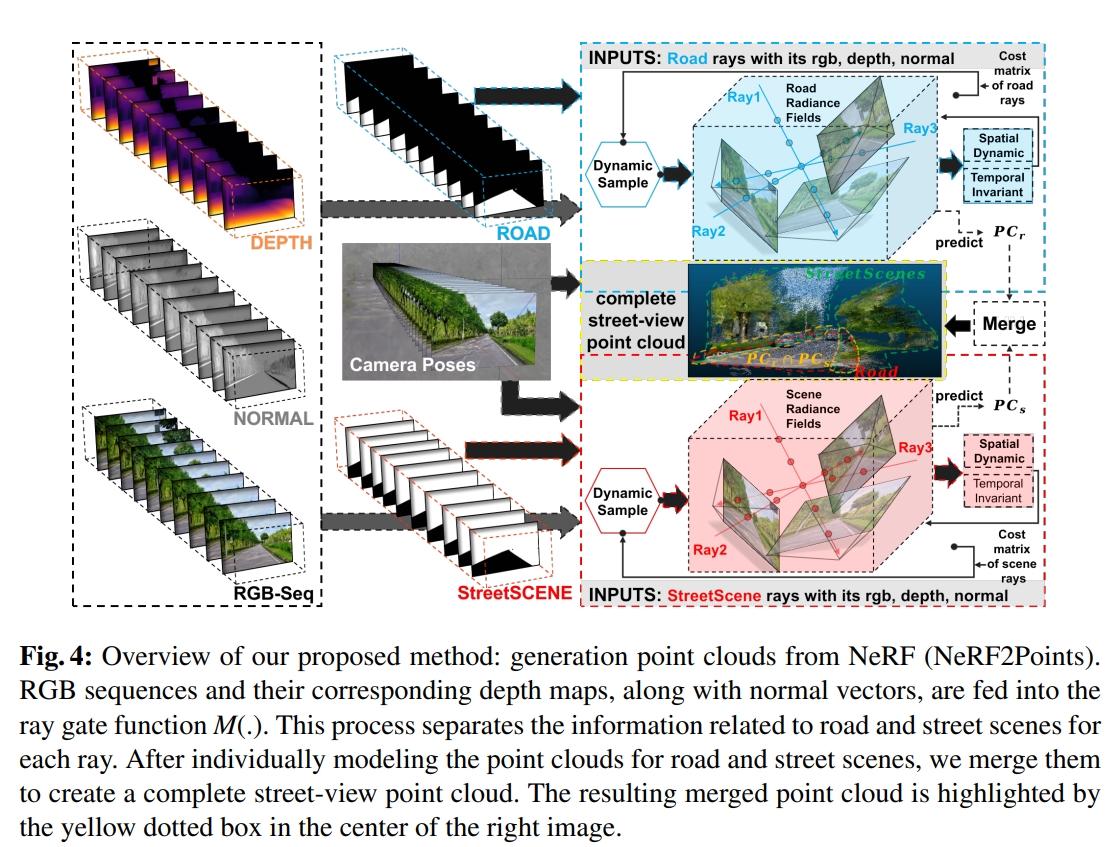 DEPTH
NORMAL
RGB-Seq
ROAD
Camera Poses
StreetSCENE
INPUTS: Road rays with its rgb, depth, normal
Cost
matrix
of road
rays
Dynamic
Sample
Ray1
Road
Radiance
Fields
Ray3
Ray2
Spatial
Dynamic
Temporal
Invariant
predict
PCr
complete
street-view
point cloud
StreetScenes
PCr ∩ PCs
Road
Merge
predict
PCs
Ray1
Scene
Radiance
Fields
Ray3
Ray2
Dynamic
Sample
Spatial
Dynamic
Temporal
Invariant
Cost
matrix
of scene
rays
INPUTS: StreetScene rays with its rgb, depth, normal
Fig. 4: Overview of our proposed method: generation point clouds from NeRF (NeRF2Points).
RGB sequences and their corresponding depth maps, along with normal vectors, are fed into the
ray gate function M(.). This process separates the information related to road and street scenes for
each ray. After individually modeling the point clouds for road and street scenes, we merge them
to create a complete street-view point cloud. The resulting merged point cloud is highlighted by
the yellow dotted box in the center of the right image.